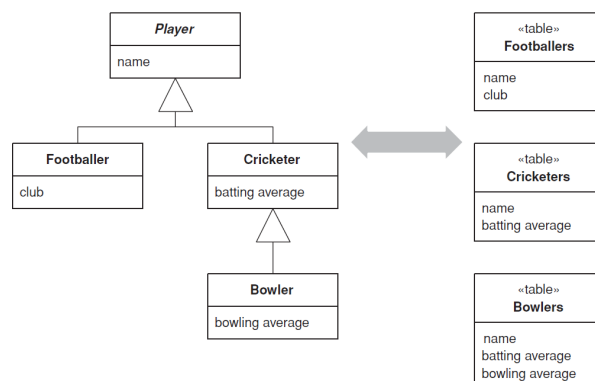 Player
name
Footballer
club
Cricketer
batting average
Bowler
bowling average
«table»
Footballers
name
club
«table»
Cricketers
name
batting average
«table»
Bowlers
name
batting average
bowling average